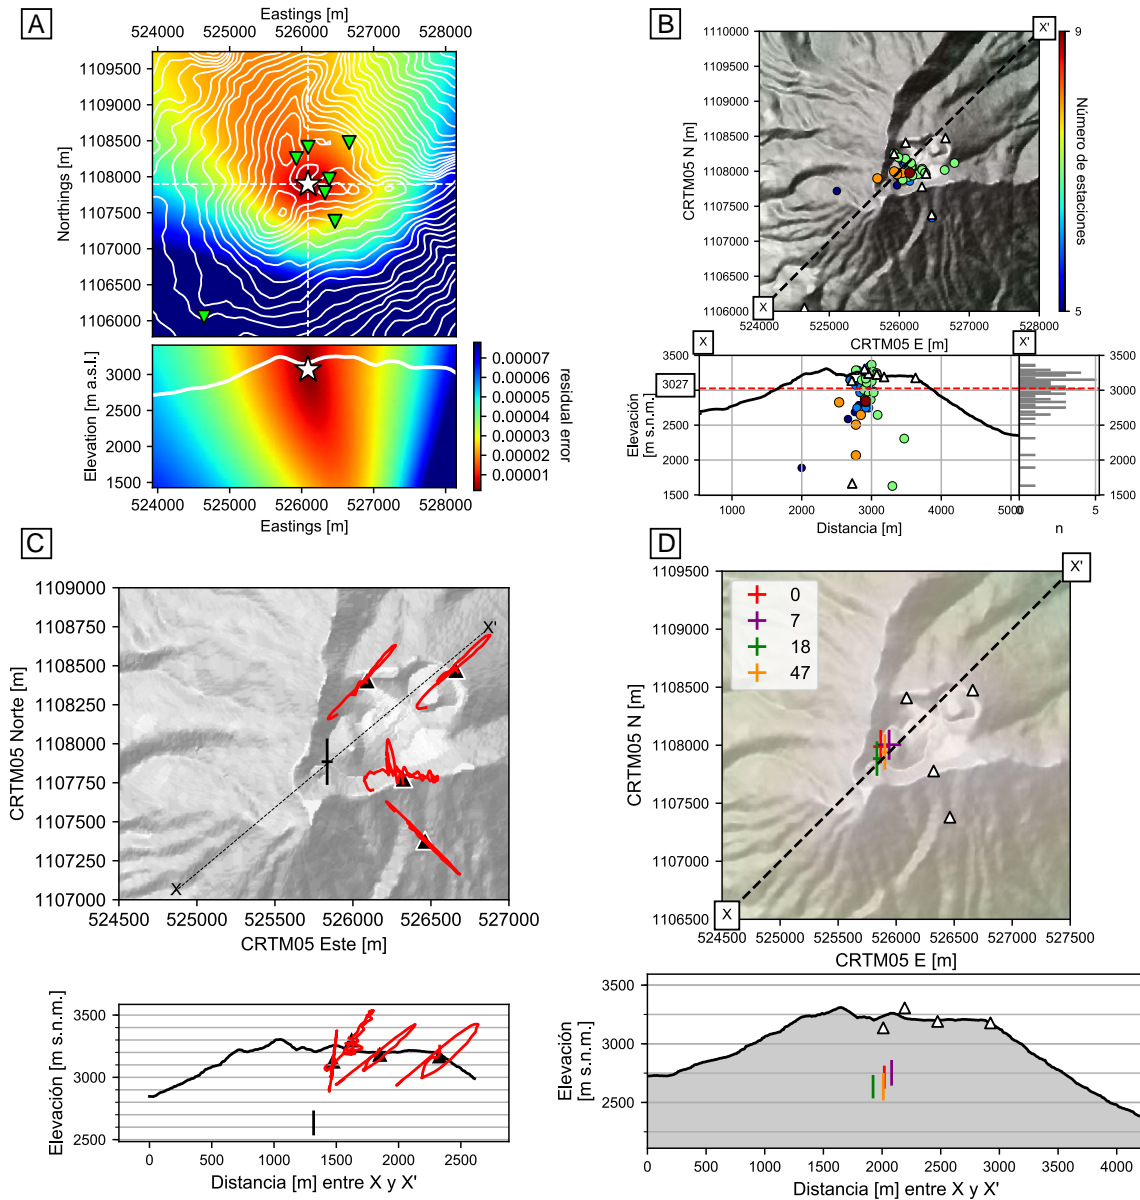 A
Eastings [m]
524000 525000 526000 527000 528000
1109500
1109000
1108500
1108000
1107500
1107000
1106500
1106000
Northings [m]
3000
2500
2000
1500
Elevation [m a.s.l.]
524000 525000 526000 527000 528000
Eastings [m]
0.00007
0.00006
0.00005
0.00004
0.00003
0.00002
0.00001
residual error
B
X'
1110000
1109500
1109000
1108500
1108000
1107500
1107000
1106500
1106000
CRTM05 N [m]
X
524000 525000 526000 527000 528000
CRTM05 E [m]
9
5
Número de estaciones
X
X'
3500
3027
3000
2500
2000
1500
Elevación
[m s.n.m.]
1000 2000 3000 4000 5000
Distancia [m]
3500
3000
2500
2000
1500
0 5
n
C
1109000
1108750
1108500
1108250
1108000
1107750
1107500
1107250
1107000
CRTM05 Norte [m]
X'
X
524500 525000 525500 526000 526500 527000
CRTM05 Este [m]
3500
3000
2500
Elevación [m s.n.m.]
0 500 1000 1500 2000 2500
Distancia [m] entre X y X'
D
X'
0
7
18
47
1109500
1109000
1108500
1108000
1107500
1107000
1106500
CRTM05 N [m]
X
524500 525000 525500 526000 526500 527000 527500
CRTM05 E [m]
3500
3000
2500
Elevación
[m s.n.m.]
0 500 1000 1500 2000 2500 3000 3500 4000
Distancia [m] entre X y X'